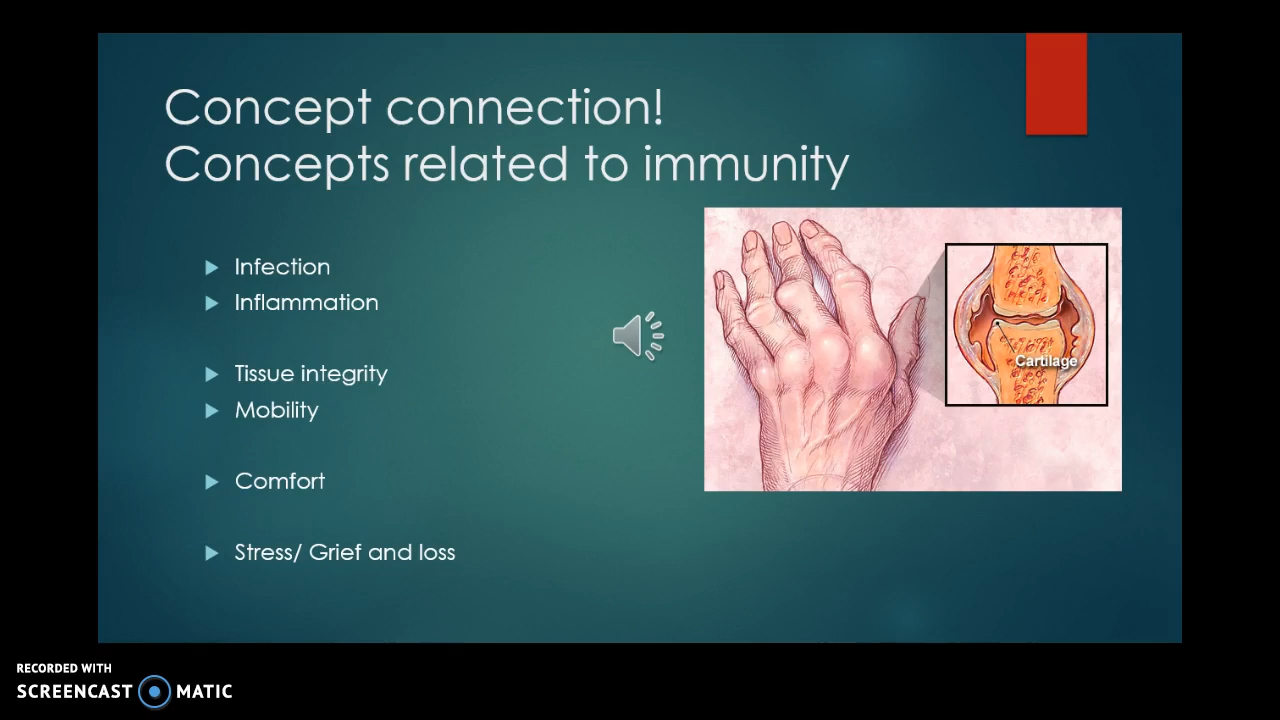 Concept connection!
Concepts related to immunity
Infection
Inflammation
Tissue integrity
Mobility
Comfort
Stress/ Grief and loss
Cartilage
RECORDED WITH
SCREENCAST MATIC